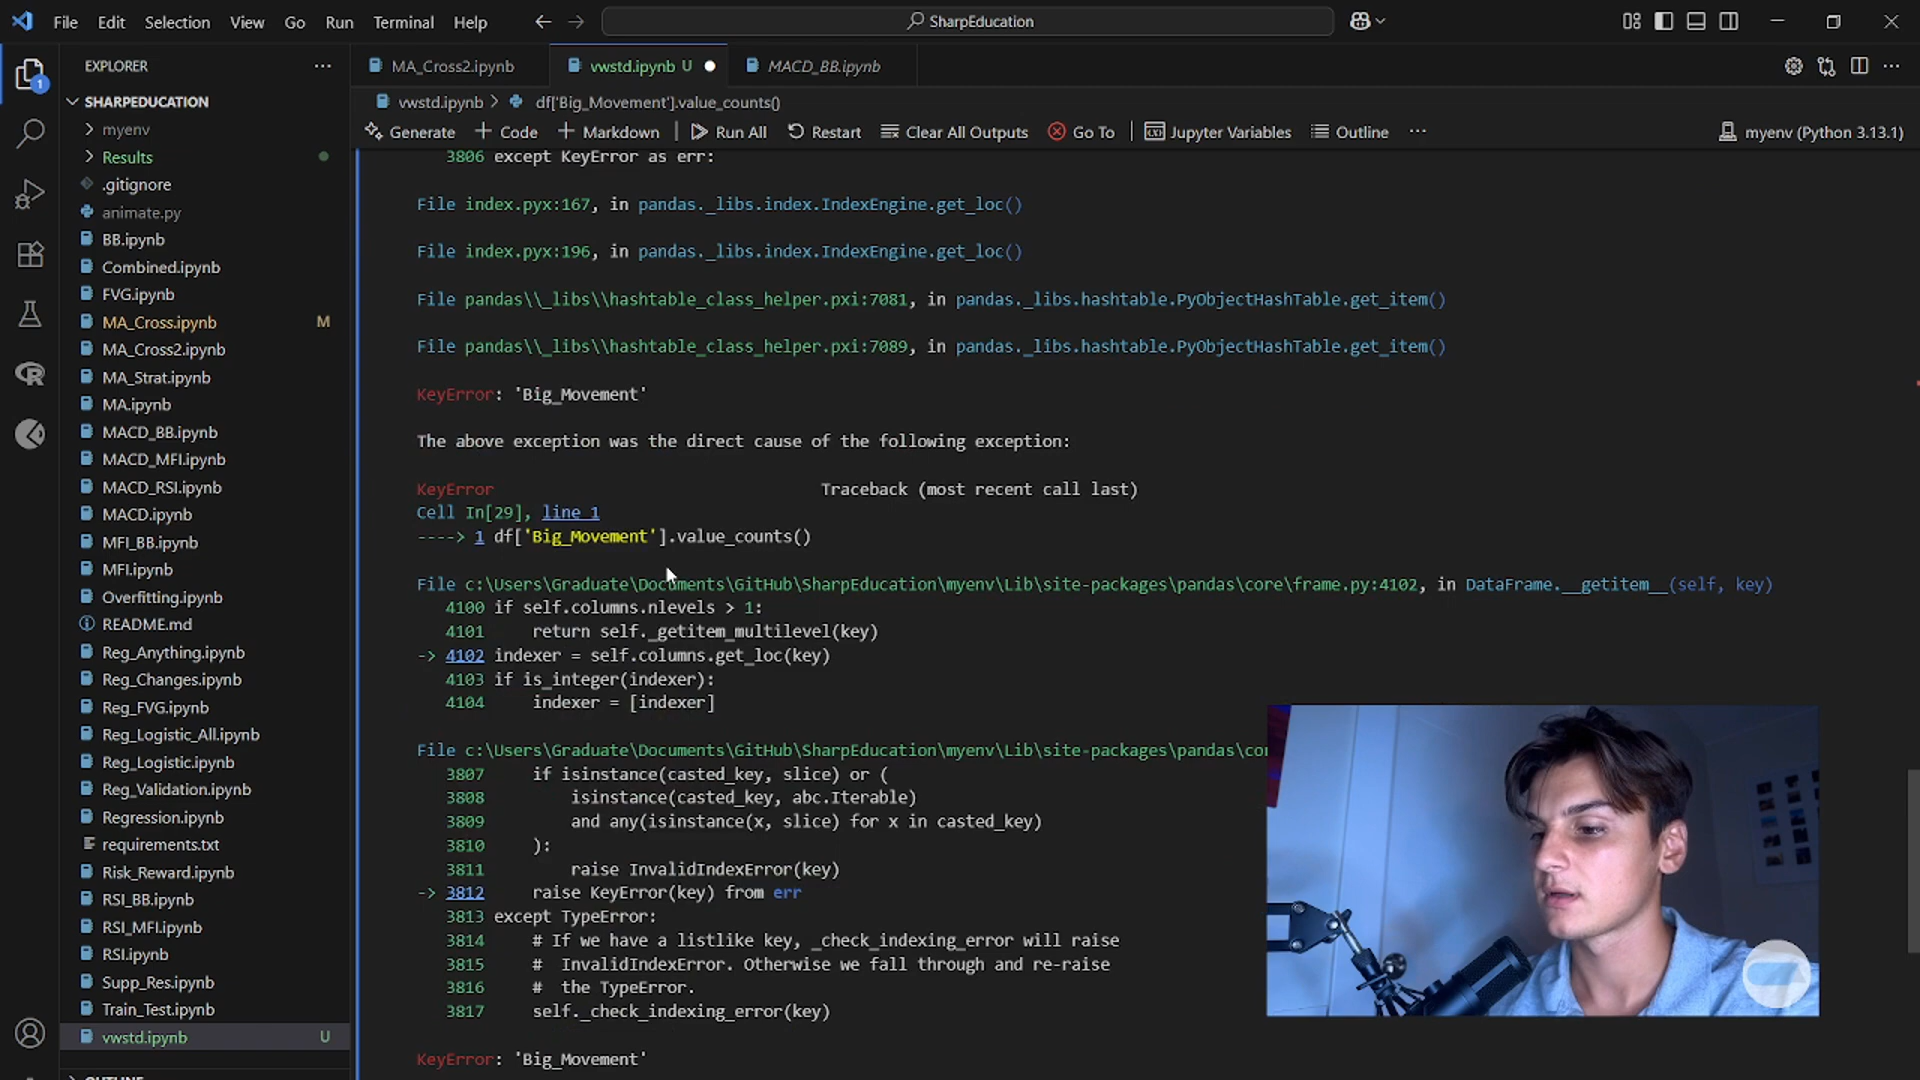 File Edit Selection View Go Run Terminal Help
SharpEducation
EXPLORER
MA_Cross2.ipynb
vwstd.ipynb U
MACD_BB.ipynb
SHARPEDUCATION
vwstd.ipynb > df['Big_Movement'].value_counts()
Generate + Code + Markdown | Run All Restart Clear All Outputs Go To | Jupyter Variables Outline ...
myenv (Python 3.13.1)
1
myenv
Results
.gitignore
animate.py
BB.ipynb
Combined.ipynb
FVG.ipynb
MA_Cross.ipynb M
MA_Cross2.ipynb
MA_Strat.ipynb
MA.ipynb
MACD_BB.ipynb
MACD_MFI.ipynb
MACD_RSI.ipynb
MACD.ipynb
MFI_BB.ipynb
MFI.ipynb
Overfitting.ipynb
README.md
Reg_Anything.ipynb
Reg_Changes.ipynb
Reg_FVG.ipynb
Reg_Logistic_All.ipynb
Reg_Logistic.ipynb
Reg_Validation.ipynb
Regression.ipynb
requirements.txt
Risk_Reward.ipynb
RSI_BB.ipynb
RSI_MFI.ipynb
RSI.ipynb
Supp_Res.ipynb
Train_Test.ipynb
vwstd.ipynb U
OUTLINE
3806 except KeyError as err:
File index.pyx:167, in pandas._libs.index.IndexEngine.get_loc()
File index.pyx:196, in pandas._libs.index.IndexEngine.get_loc()
File pandas\\_libs\\hashtable_class_helper.pxi:7081, in pandas._libs.hashtable.PyObjectHashTable.get_item()
File pandas\\_libs\\hashtable_class_helper.pxi:7089, in pandas._libs.hashtable.PyObjectHashTable.get_item()
KeyError: 'Big_Movement'
The above exception was the direct cause of the following exception:
KeyError Traceback (most recent call last)
Cell In[29], line 1
----> 1 df['Big_Movement'].value_counts()
File c:\Users\Graduate\Documents\GitHub\SharpEducation\myenv\Lib\site-packages\pandas\core\frame.py:4102, in DataFrame.__getitem__(self, key)
4100 if self.columns.nlevels > 1:
4101 return self._getitem_multilevel(key)
-> 4102 indexer = self.columns.get_loc(key)
4103 if is_integer(indexer):
4104 indexer = [indexer]
File c:\Users\Graduate\Documents\GitHub\SharpEducation\myenv\Lib\site-packages\pandas\cor
3807 if isinstance(casted_key, slice) or (
3808 isinstance(casted_key, abc.Iterable)
3809 and any(isinstance(x, slice) for x in casted_key)
3810 ):
3811 raise InvalidIndexError(key)
-> 3812 raise KeyError(key) from err
3813 except TypeError:
3814 # If we have a listlike key, _check_indexing_error will raise
3815 # InvalidIndexError. Otherwise we fall through and re-raise
3816 # the TypeError.
3817 self._check_indexing_error(key)
KeyError: 'Big_Movement'